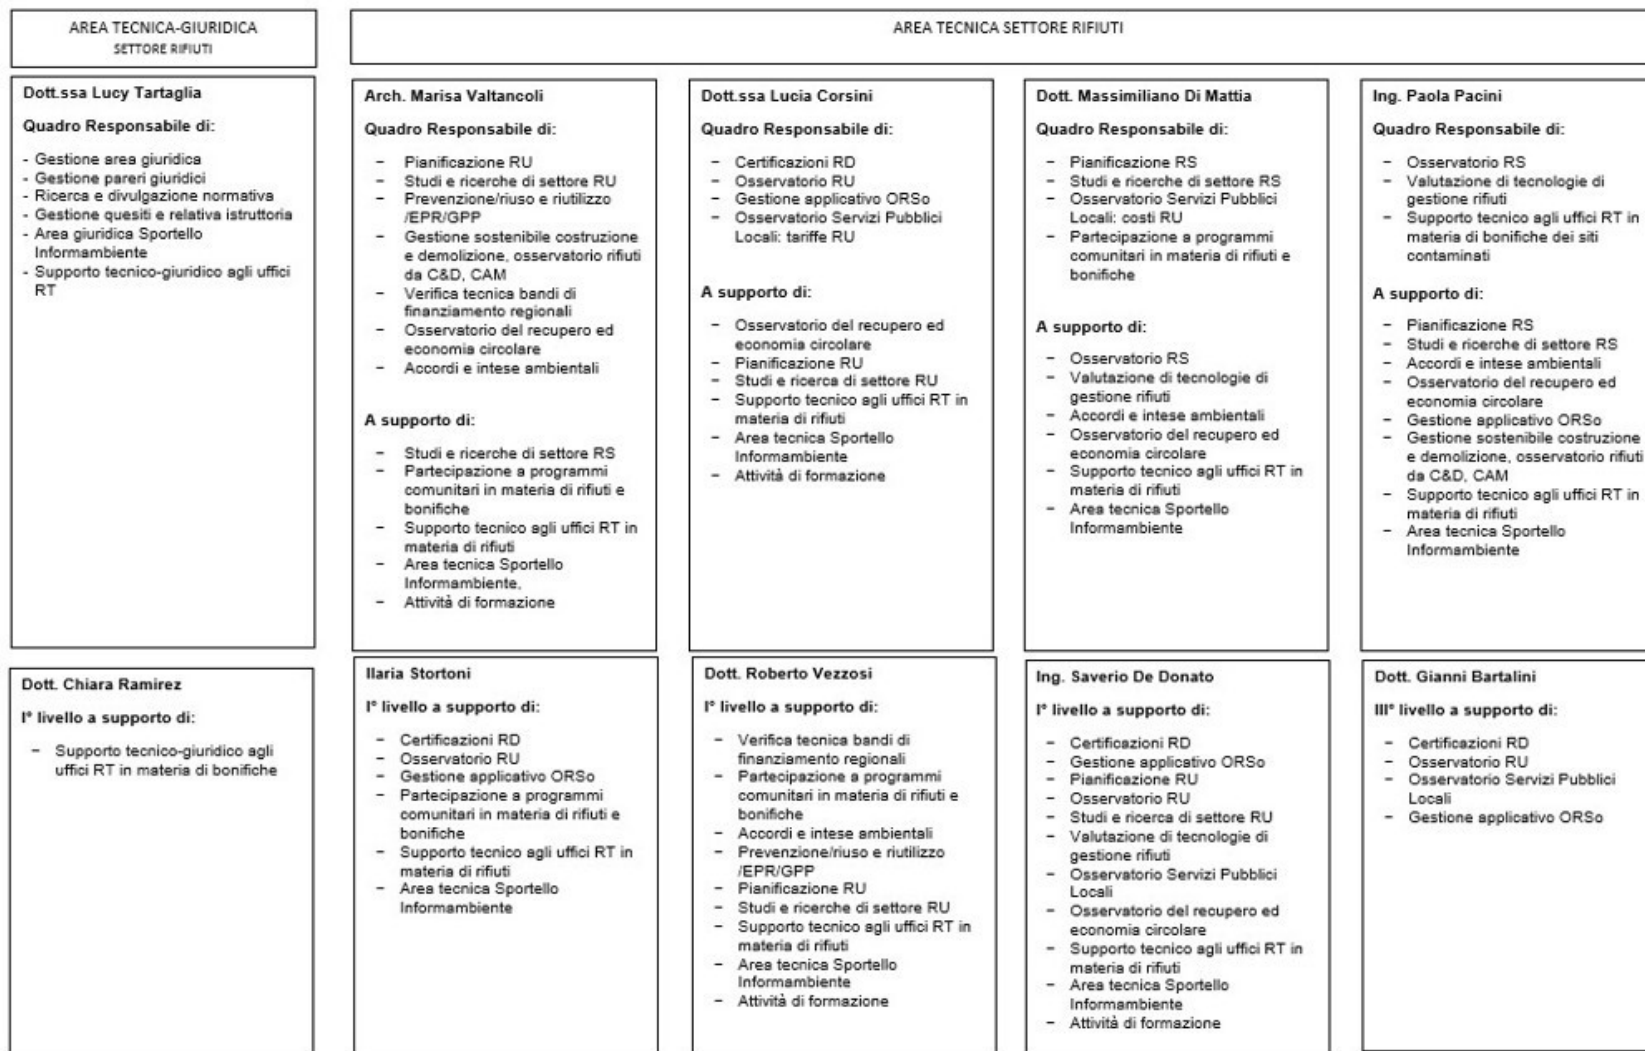 AREA TECNICA-GIURIDICA
SETTORE RIFIUTI
AREA TECNICA SETTORE RIFIUTI
Dott.ssa Lucy Tartaglia
Quadro Responsabile di:
- Gestione area giuridica
- Gestione pareri giuridici
- Ricerca e divulgazione normativa
- Gestione quesiti e relativa istruttoria
- Area giuridica Sportello
Informambiente
- Supporto tecnico-giuridico agli uffici
RT
Arch. Marisa Valtancoli
Quadro Responsabile di:
– Pianificazione RU
– Studi e ricerche di settore RU
– Prevenzione/riuso e riutilizzo
/EPR/GPP
– Gestione sostenibile costruzione
e demolizione, osservatorio rifiuti
da C&D, CAM
– Verifica tecnica bandi di
finanziamento regionali
– Osservatorio del recupero ed
economia circolare
– Accordi e intese ambientali
A supporto di:
– Studi e ricerche di settore RS
– Partecipazione a programmi
comunitari in materia di rifiuti e
bonifiche
– Supporto tecnico agli uffici RT in
materia di rifiuti
– Area tecnica Sportello
Informambiente,
– Attività di formazione
Dott.ssa Lucia Corsini
Quadro Responsabile di:
– Certificazioni RD
– Osservatorio RU
– Gestione applicativo ORSo
– Osservatorio Servizi Pubblici
Locali: tariffe RU
A supporto di:
– Osservatorio del recupero ed
economia circolare
– Pianificazione RU
– Studi e ricerca di settore RU
– Supporto tecnico agli uffici RT in
materia di rifiuti
– Area tecnica Sportello
Informambiente
– Attività di formazione
Dott. Massimiliano Di Mattia
Quadro Responsabile di:
– Pianificazione RS
– Studi e ricerche di settore RS
– Osservatorio Servizi Pubblici
Locali: costi RU
– Partecipazione a programmi
comunitari in materia di rifiuti e
bonifiche
A supporto di:
– Osservatorio RS
– Valutazione di tecnologie di
gestione rifiuti
– Accordi e intese ambientali
– Osservatorio del recupero ed
economia circolare
– Supporto tecnico agli uffici RT in
materia di rifiuti
– Area tecnica Sportello
Informambiente
Ing. Paola Pacini
Quadro Responsabile di:
– Osservatorio RS
– Valutazione di tecnologie di
gestione rifiuti
– Supporto tecnico agli uffici RT in
materia di bonifiche dei siti
contaminati
A supporto di:
– Pianificazione RS
– Studi e ricerche di settore RS
– Accordi e intese ambientali
– Osservatorio del recupero ed
economia circolare
– Gestione applicativo ORSo
– Gestione sostenibile costruzione
e demolizione, osservatorio rifiuti
da C&D, CAM
– Supporto tecnico agli uffici RT in
materia di rifiuti
– Area tecnica Sportello
Informambiente
Dott. Chiara Ramirez
I° livello a supporto di:
– Supporto tecnico-giuridico agli
uffici RT in materia di bonifiche
Ilaria Stortoni
I° livello a supporto di:
– Certificazioni RD
– Osservatorio RU
– Gestione applicativo ORSo
– Partecipazione a programmi
comunitari in materia di rifiuti e
bonifiche
– Supporto tecnico agli uffici RT in
materia di rifiuti
– Area tecnica Sportello
Informambiente
Dott. Roberto Vezzosi
I° livello a supporto di:
– Verifica tecnica bandi di
finanziamento regionali
– Partecipazione a programmi
comunitari in materia di rifiuti e
bonifiche
– Accordi e intese ambientali
– Prevenzione/riuso e riutilizzo
/EPR/GPP
– Pianificazione RU
– Studi e ricerche di settore RU
– Supporto tecnico agli uffici RT in
materia di rifiuti
– Area tecnica Sportello
Informambiente
– Attività di formazione
Ing. Saverio De Donato
I° livello a supporto di:
– Certificazioni RD
– Gestione applicativo ORSo
– Pianificazione RU
– Osservatorio RU
– Studi e ricerca di settore RU
– Valutazione di tecnologie di
gestione rifiuti
– Osservatorio Servizi Pubblici
Locali
– Osservatorio del recupero ed
economia circolare
– Supporto tecnico agli uffici RT in
materia di rifiuti
– Area tecnica Sportello
Informambiente
– Attività di formazione
Dott. Gianni Bartalini
III° livello a supporto di:
– Certificazioni RD
– Osservatorio RU
– Osservatorio Servizi Pubblici
Locali
– Gestione applicativo ORSo